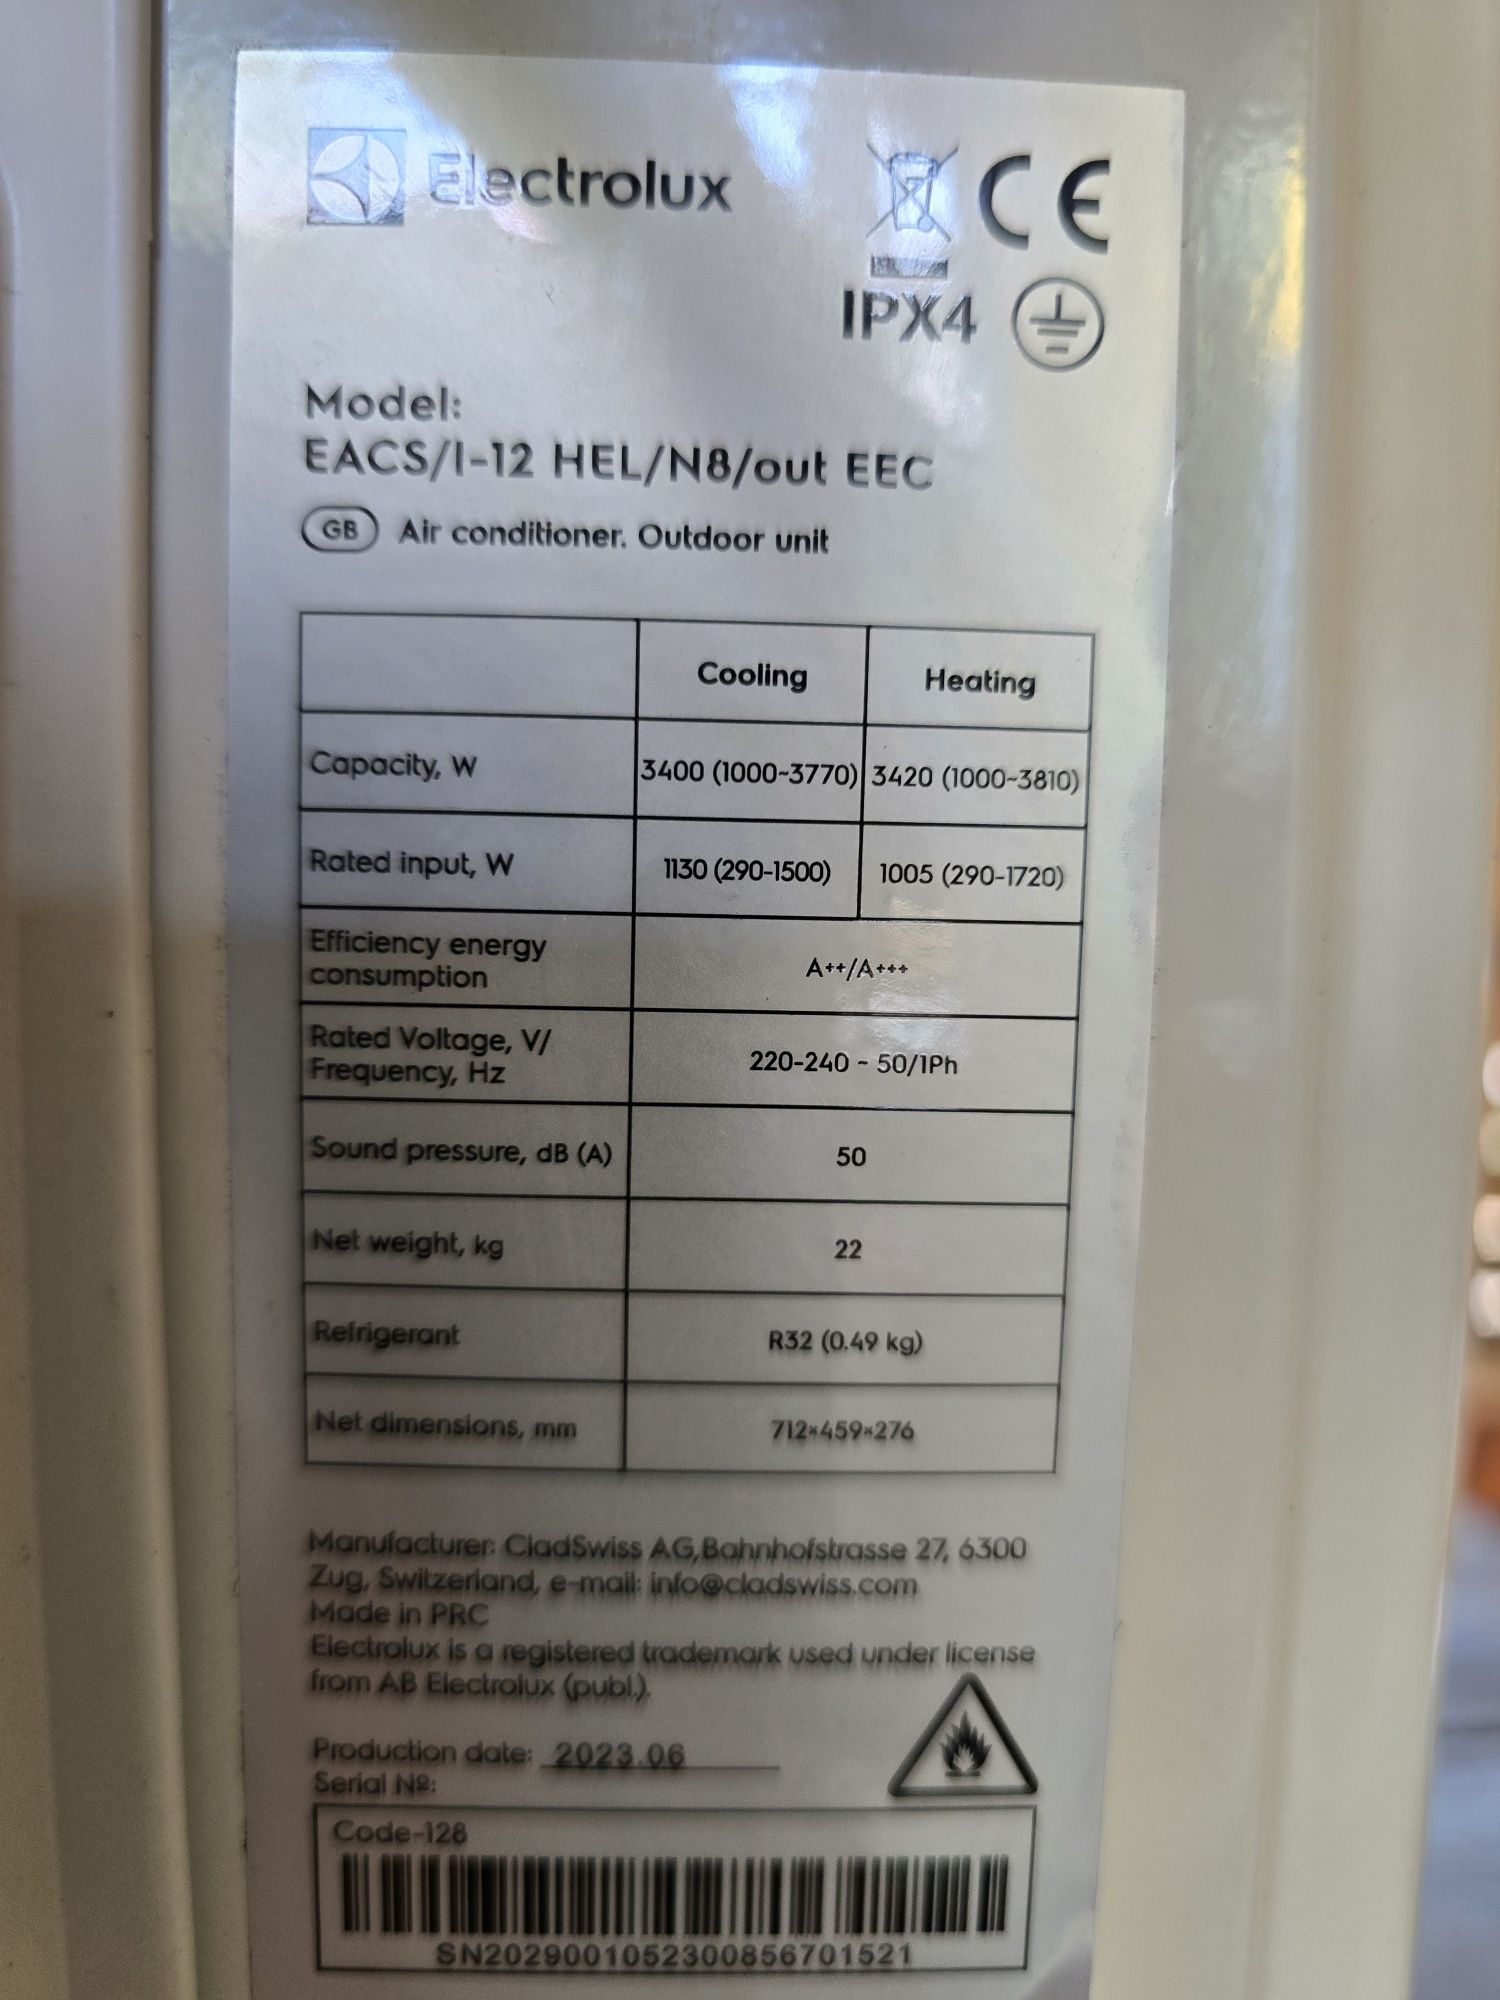 Electrolux
CE
IPX4
Model:
EACS/I-12 HEL/N8/out EEC
GB Air conditioner. Outdoor unit
Cooling Heating
Capacity, W 3400 (1000~3770) 3420 (1000~3810)
Rated input, W 1130 (290-1500) 1005 (290-1720)
Efficiency energy
consumption A++/A+++
Rated Voltage, V/
Frequency, Hz 220-240 ~ 50/1Ph
Sound pressure, dB (A) 50
Net weight, kg 22
Refrigerant R32 (0.49 kg)
Net dimensions, mm 712×459×276
Manufacturer: CladSwiss AG,Bahnhofstrasse 27, 6300
Zug, Switzerland, e-mail: info@cladswiss.com
Made in PRC
Electrolux is a registered trademark used under license
from AB Electrolux (publ.).
Production date: 2023.06
Serial Nº:
Code-128
SN2029001052300856701521